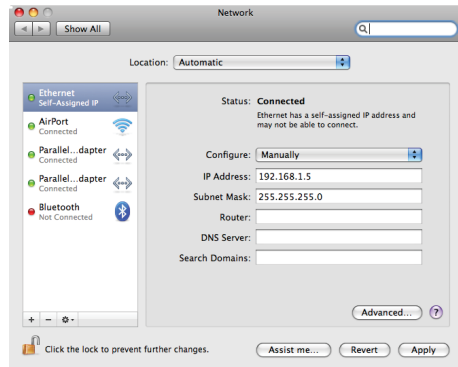 Network
Show All
Location: Automatic
Ethernet
Self-Assigned IP
AirPort
Connected
Parallel...dapter
Connected
Parallel...dapter
Connected
Bluetooth
Not Connected
Status: Connected
Ethernet has a self-assigned IP address and
may not be able to connect.
Configure: Manually
IP Address: 192.168.1.5
Subnet Mask: 255.255.255.0
Router:
DNS Server:
Search Domains:
Advanced... ?
+ −
Click the lock to prevent further changes.
Assist me... Revert Apply